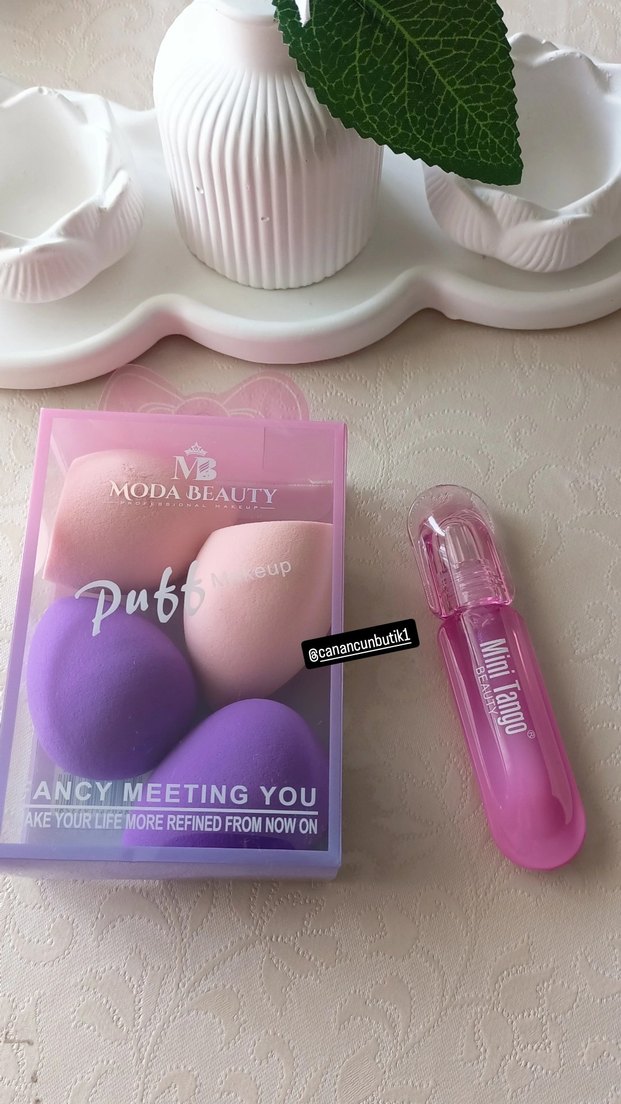 MB
MODA BEAUTY
PROFESSIONAL MAKEUP
Puff Makeup
@canancunbutik1
Mini Tango®
BEAUTY
ANCY MEETING YOU
AKE YOUR LIFE MORE REFINED FROM NOW ON